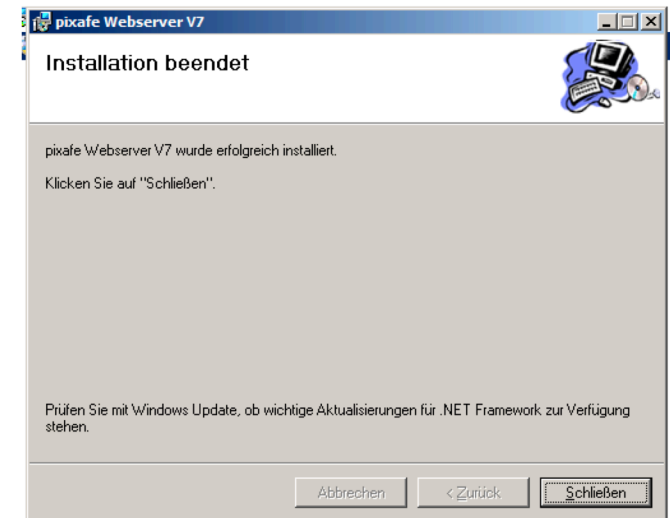 pixafe Webserver V7
Installation beendet
pixafe Webserver V7 wurde erfolgreich installiert.
Klicken Sie auf "Schließen".
Prüfen Sie mit Windows Update, ob wichtige Aktualisierungen für .NET Framework zur Verfügung
stehen.
Abbrechen < Zurück Schließen